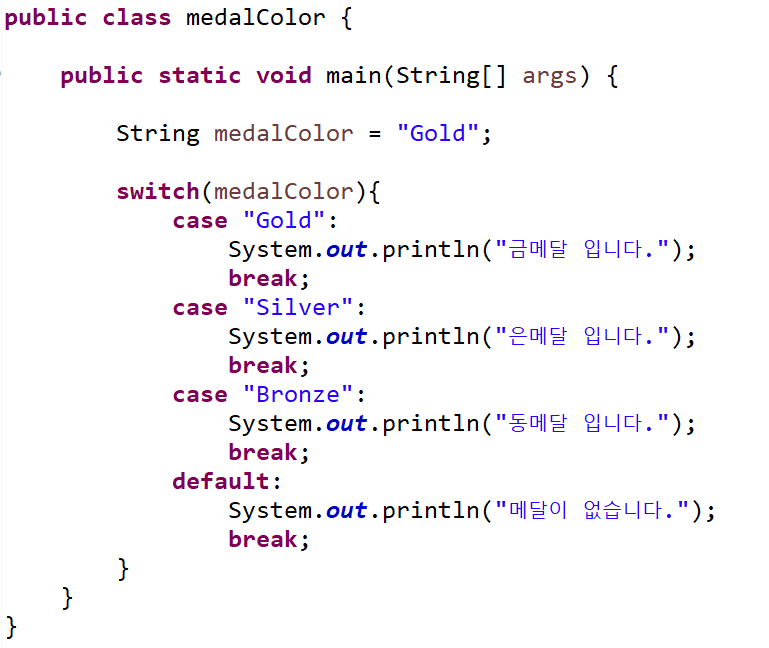 public class medalColor {
public static void main(String[] args) {
String medalColor = "Gold";
switch(medalColor){
case "Gold":
System.out.println("금메달 입니다.");
break;
case "Silver":
System.out.println("은메달 입니다.");
break;
case "Bronze":
System.out.println("동메달 입니다.");
break;
default:
System.out.println("메달이 없습니다.");
break;
}
}
}